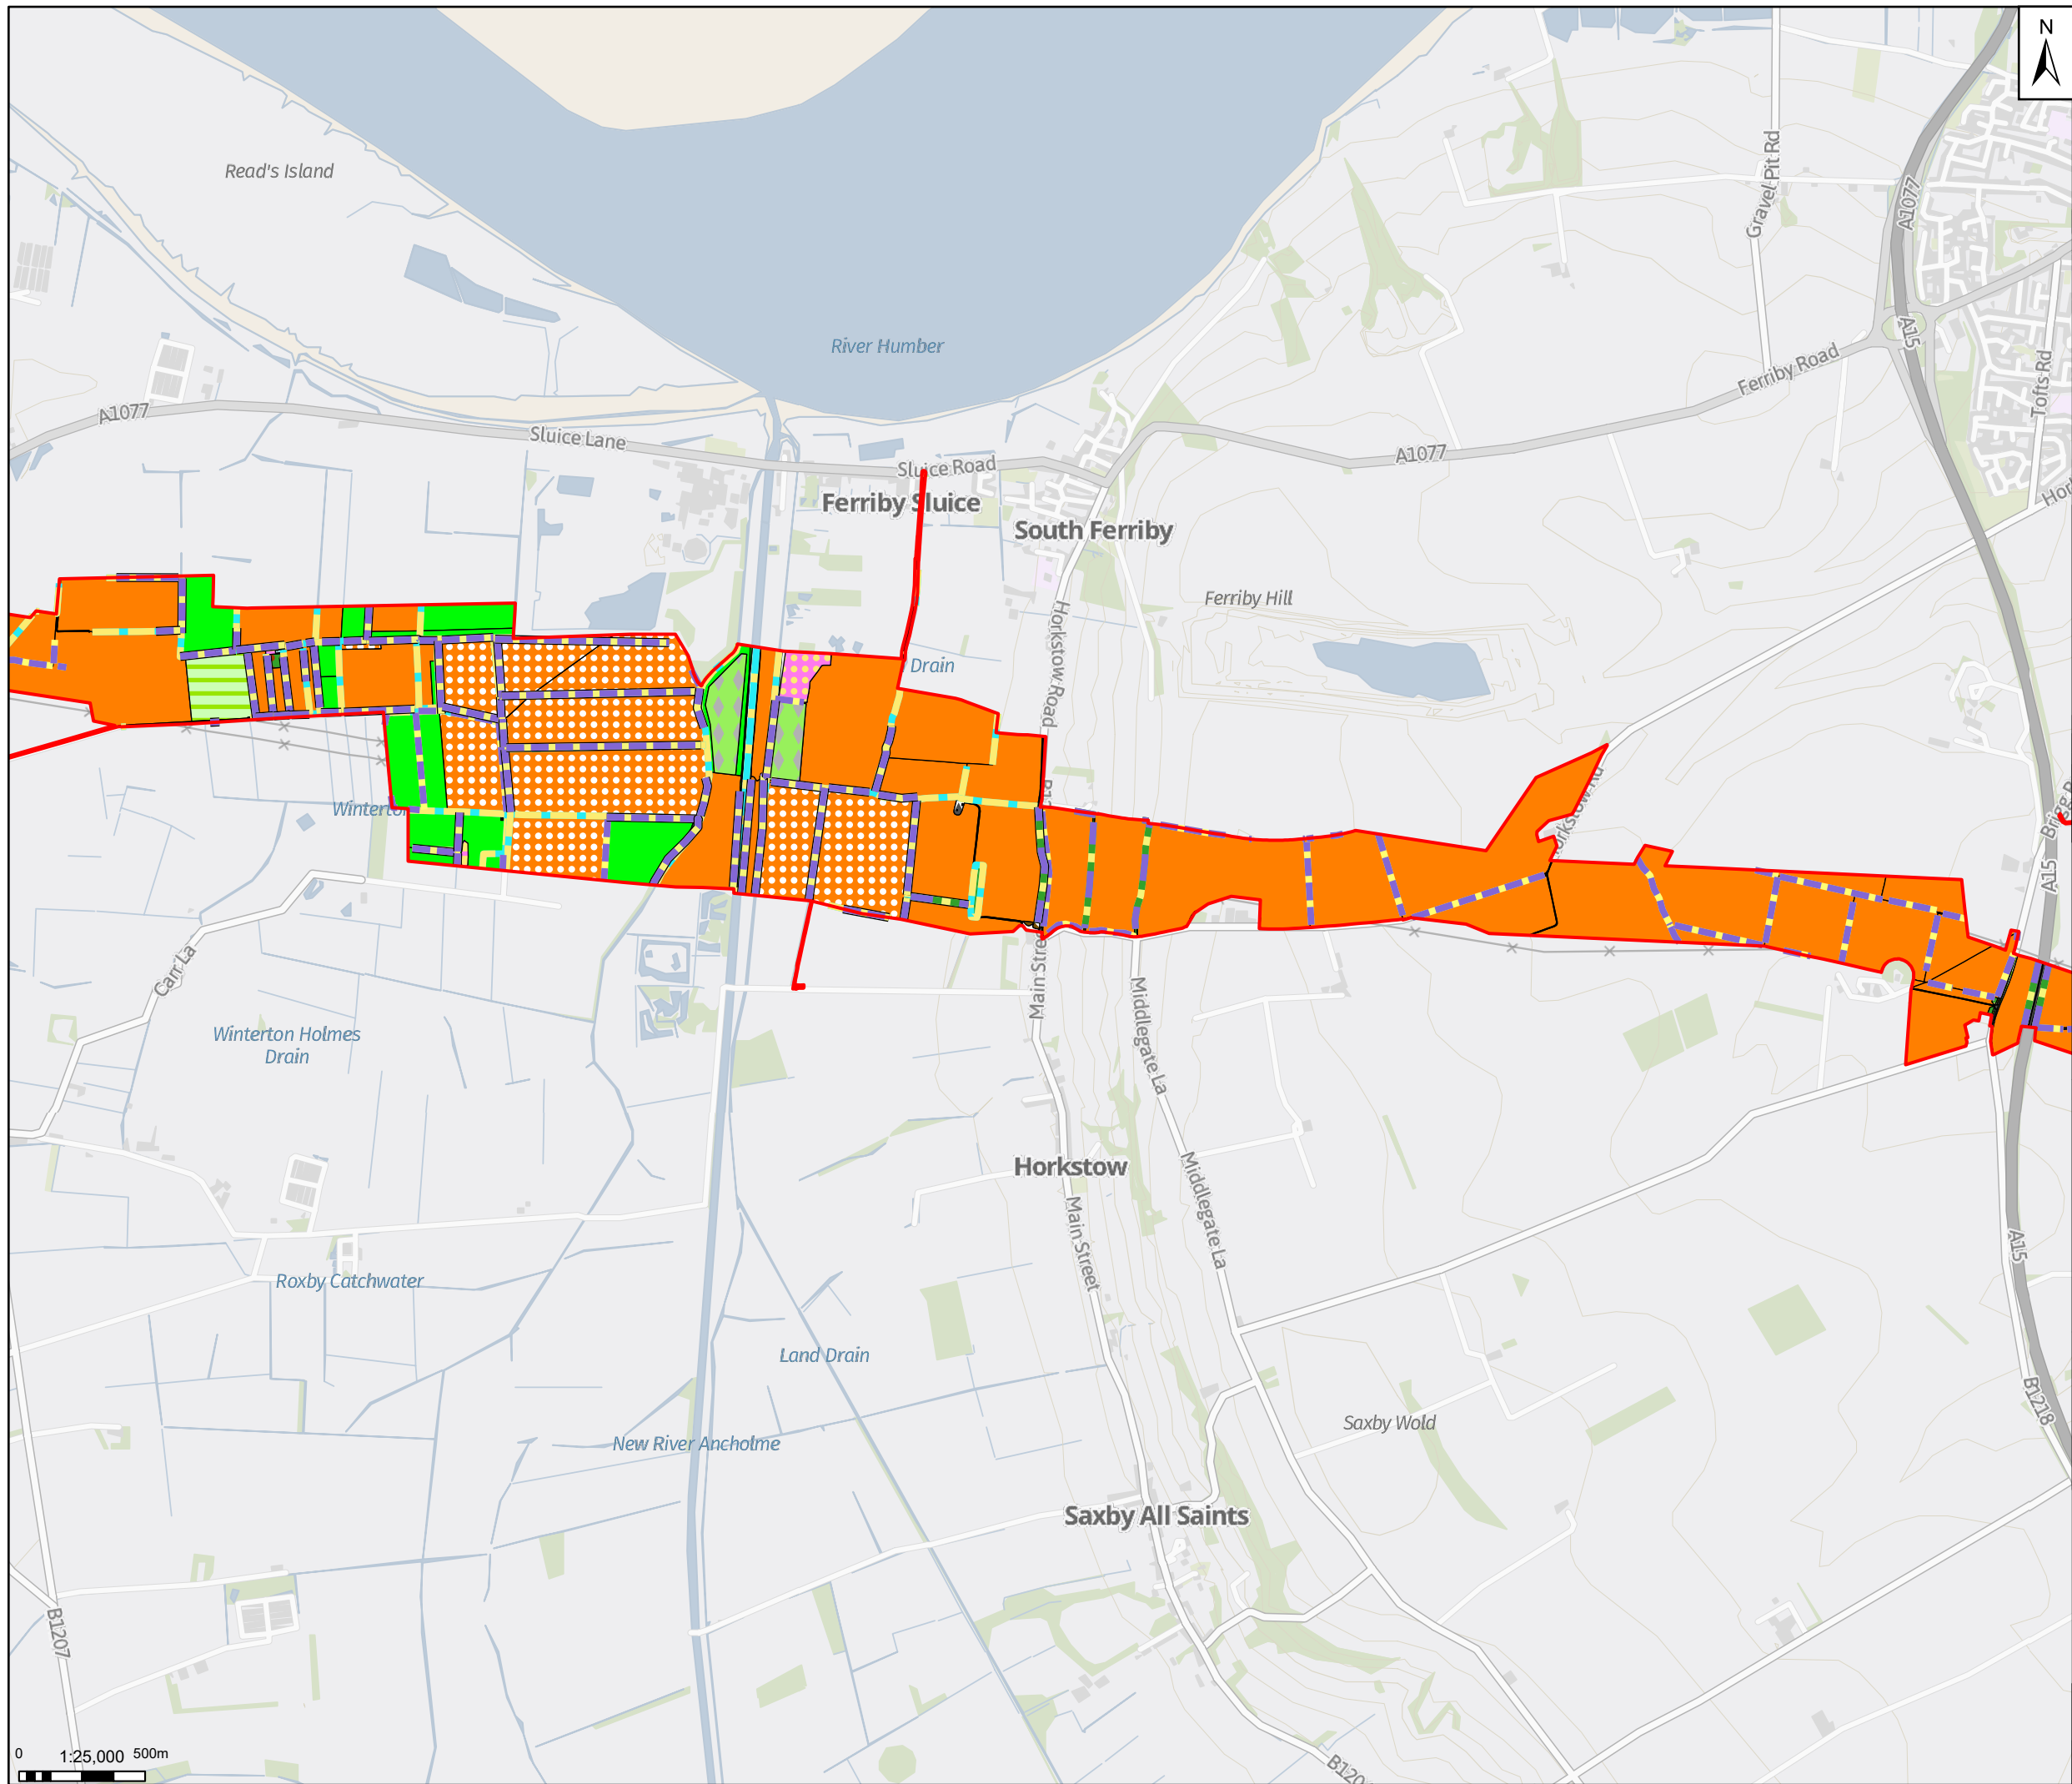 N
Read's Island
Gravel Pit Rd
A1077
River Humber
A15
Ferriby Road
Tofts Rd
A1077
Sluice Lane
A1077
Sluice Road
Ferriby Sluice
South Ferriby
Ferriby Hill
Horkstow Road
Drain
A15
Main Stre
Carr La
Middlegate La
Winterton Holmes
Drain
Horkstow
Middlegate La
Main Street
A15
Roxby Catchwater
Land Drain
B1218
Saxby Wold
New River Ancholme
Saxby All Saints
B1207
0
1:25,000
500m